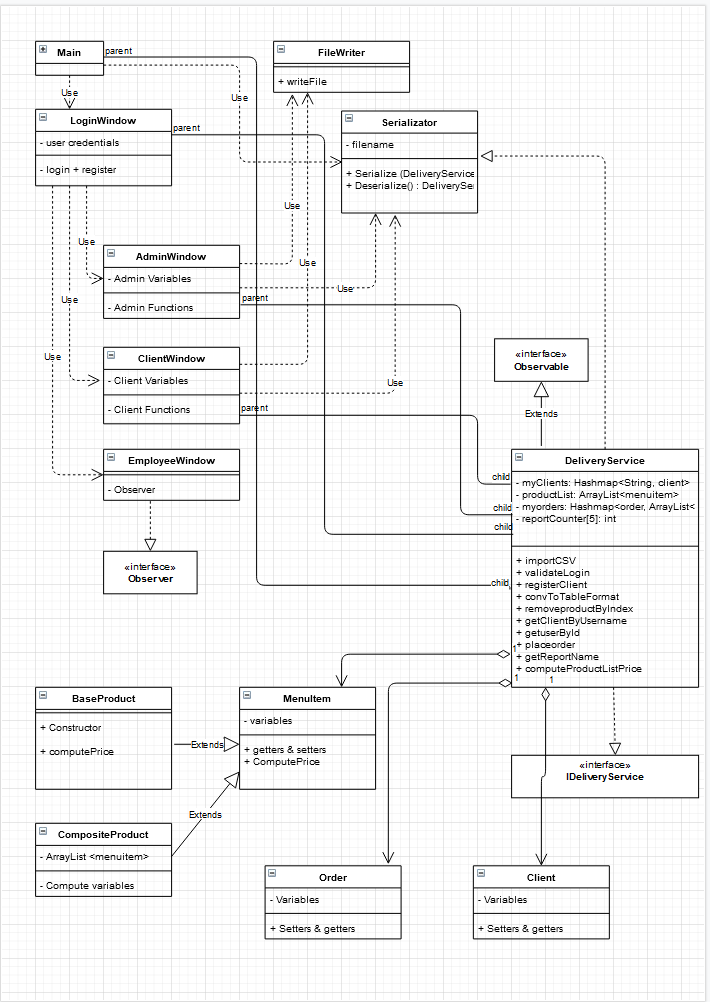 Main
parent
Use
Use
FileWriter
+ writeFile
LoginWindow
- user credentials
- login + register
parent
Serializator
- filename
+ Serialize (DeliveryService
+ Deserialize() : DeliverySe
Use
Use
Use
Use
Use
Use
Use
AdminWindow
- Admin Variables
- Admin Functions
parent
ClientWindow
- Client Variables
- Client Functions
parent
EmployeeWindow
- Observer
«interface»
Observer
«interface»
Observable
Extends
DeliveryService
- myClients: Hashmap<String, client>
- productList: ArrayList<menuitem>
- myorders: Hashmap<order, ArrayList<
- reportCounter[5]: int
child
child
child
child
+ importCSV
+ validateLogin
+ registerClient
+ convToTableFormat
+ removeproductByIndex
+ getClientByUsername
+ getuserById
+ placeorder
+ getReportName
+ computeProductListPrice
1
1
1
BaseProduct
+ Constructor
+ computePrice
Extends
MenuItem
- variables
+ getters & setters
+ ComputePrice
Extends
CompositeProduct
- ArrayList <menuitem>
- Compute variables
«interface»
IDeliveryService
Order
- Variables
+ Setters & getters
Client
- Variables
+ Setters & getters